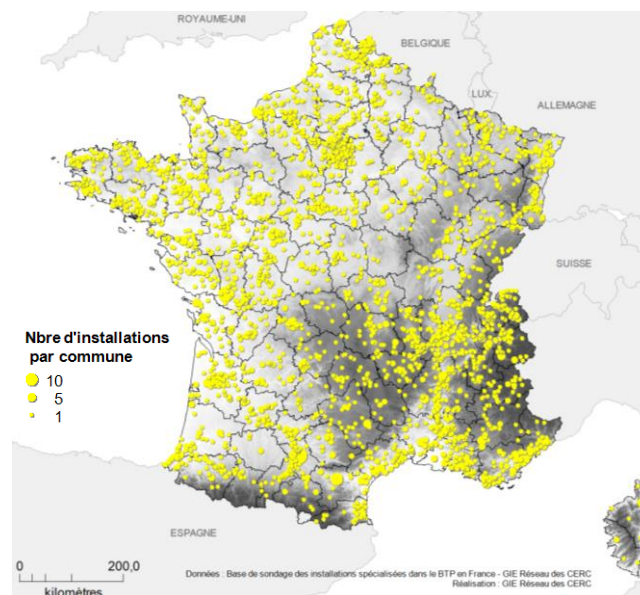 ROYAUME-UNI
BELGIQUE
LUX.
ALLEMAGNE
SUISSE
Nbre d'installations
par commune
10
5
1
ESPAGNE
0
200,0
kilomètres
Données : Base de sondage des installations spécialisées dans le BTP en France - GIE Réseau des CERC
Réalisation : GIE Réseau des CERC